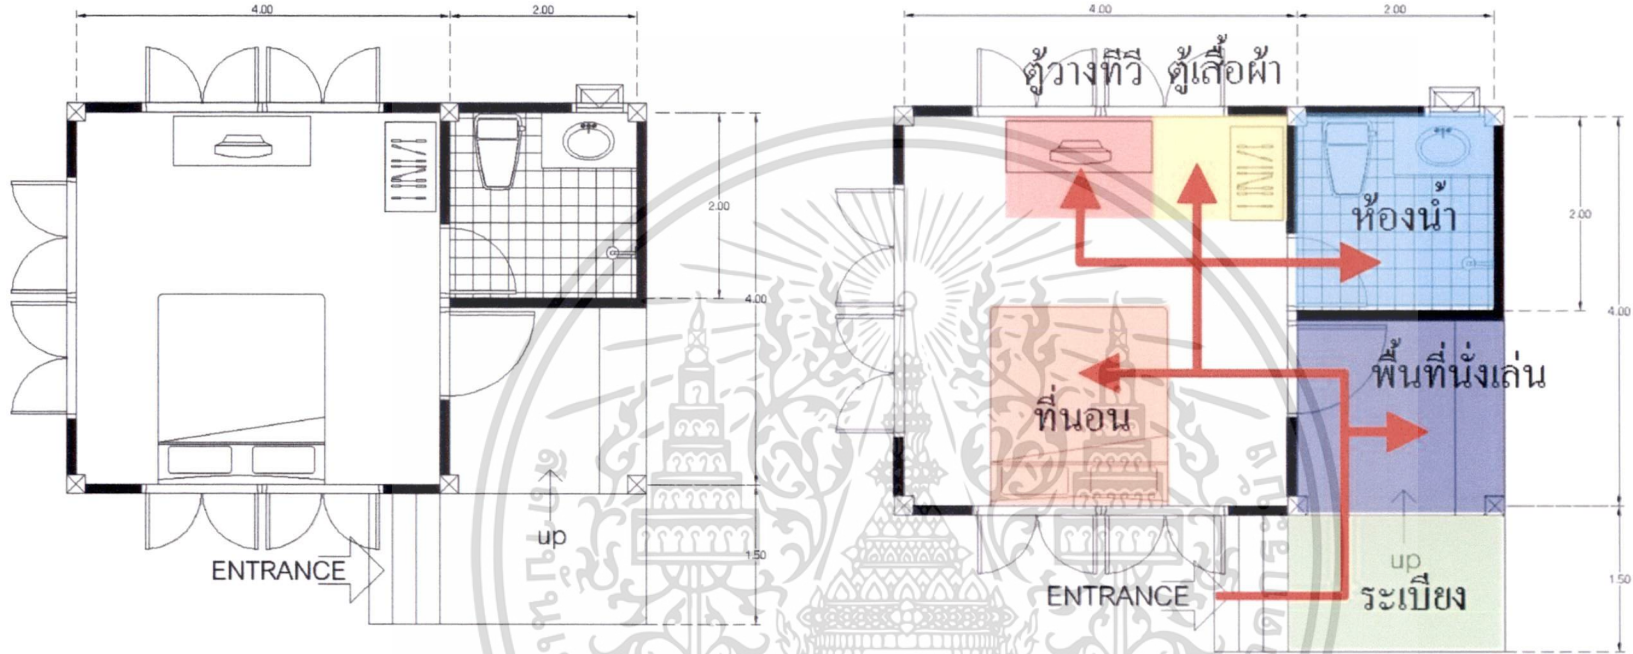 4.00
2.00
2.00
4.00
up
1.50
ENTRANCE
4.00
2.00
ตู้วางทีวี
ตู้เสื้อผ้า
ห้องน้ำ
2.00
4.00
พื้นที่นั่งเล่น
ที่นอน
up
ENTRANCE
ระเบียง
1.50